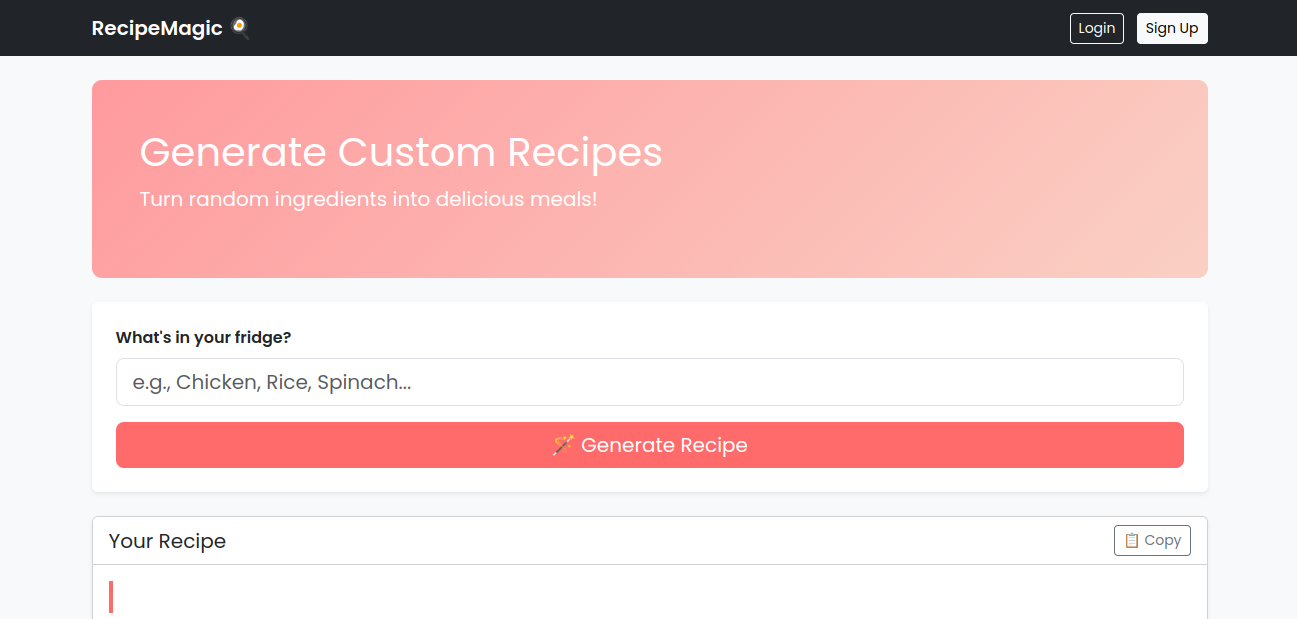 RecipeMagic 🍳
Login
Sign Up
Generate Custom Recipes
Turn random ingredients into delicious meals!
What's in your fridge?
e.g., Chicken, Rice, Spinach...
🪄 Generate Recipe
Your Recipe
📋 Copy